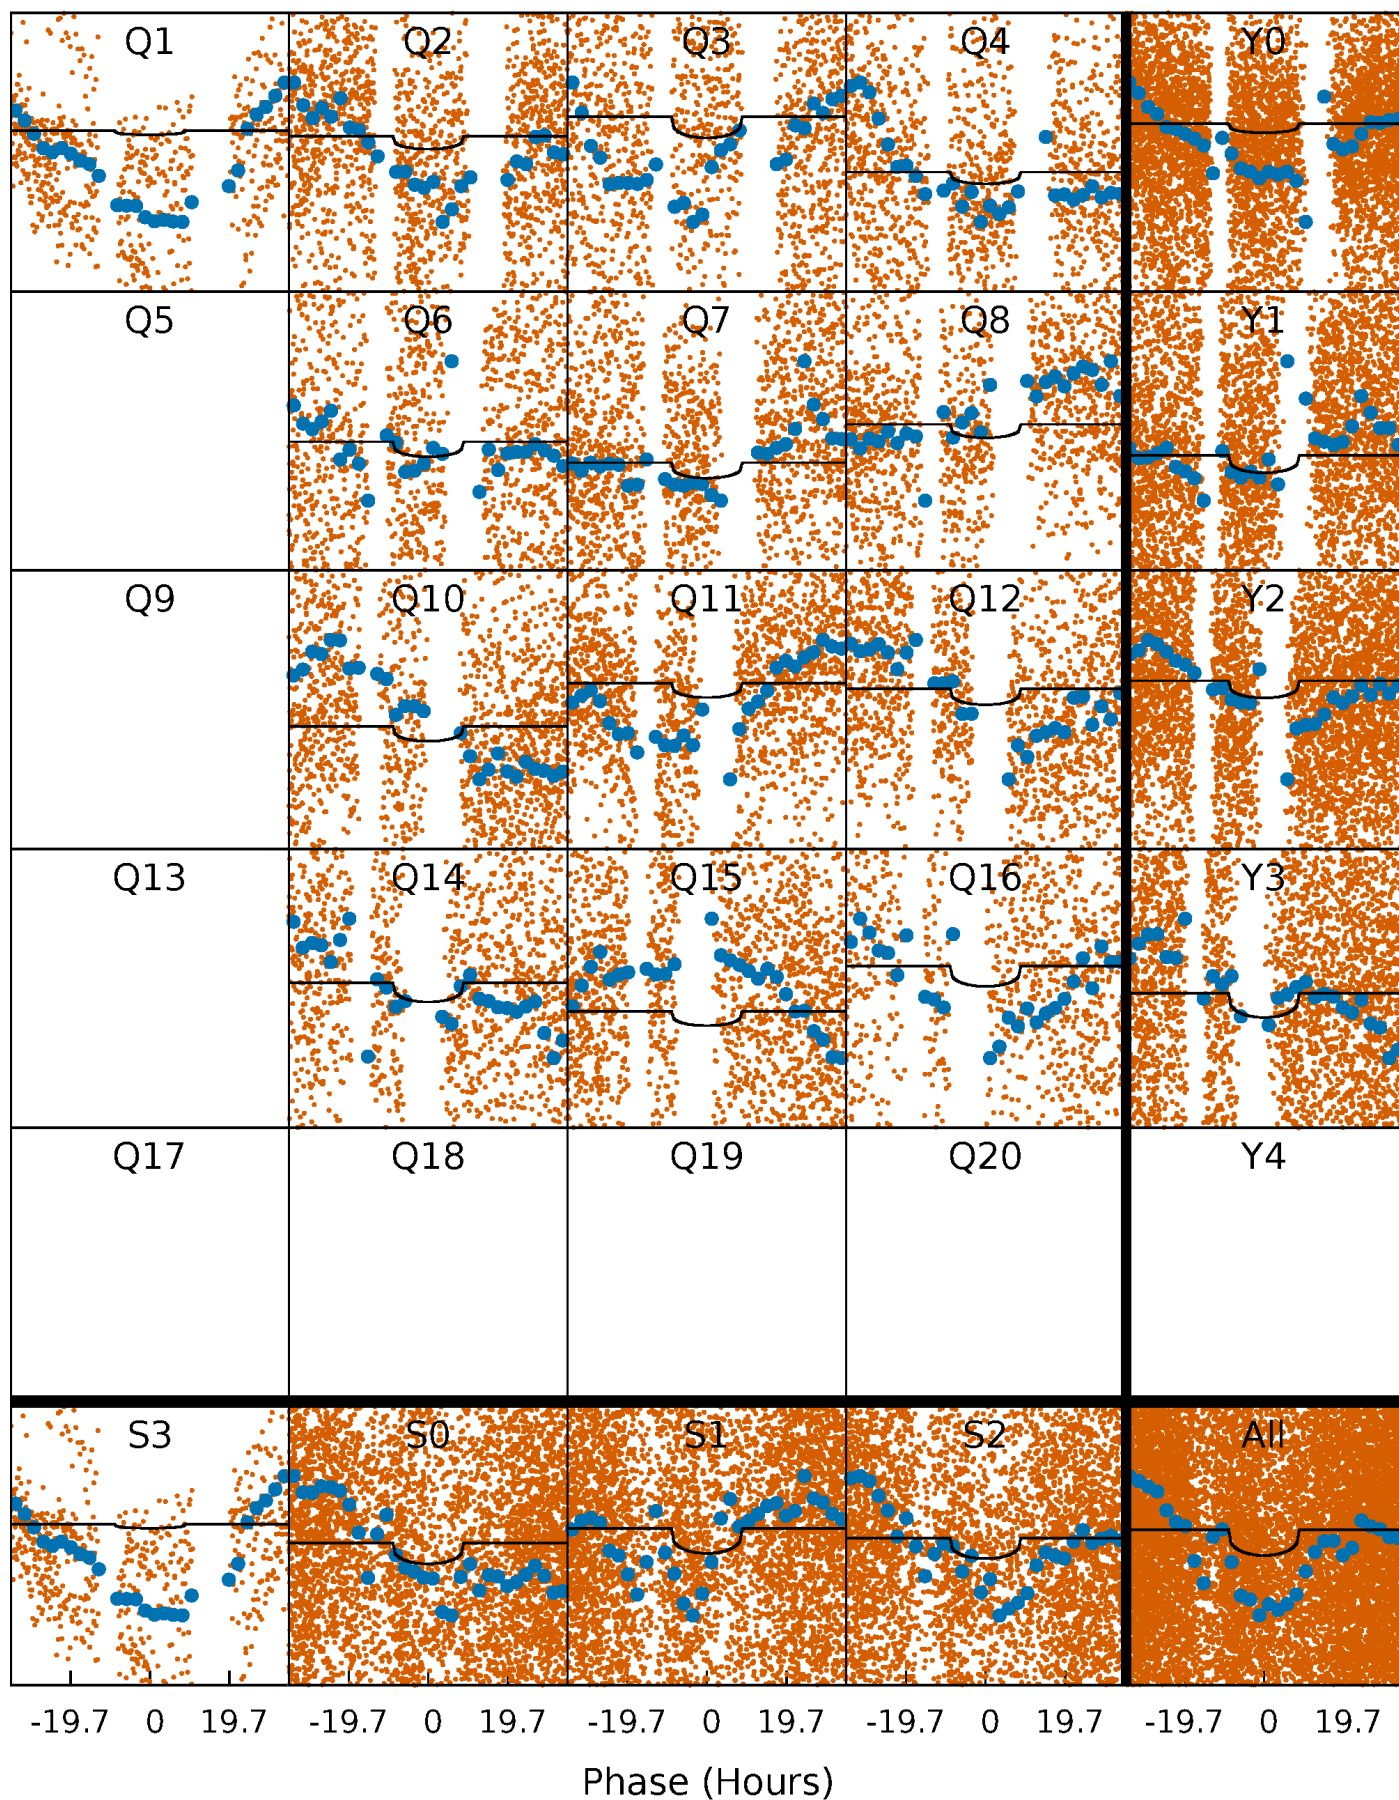 Q1 Q2 Q3 Q4 Y0
Q5 Q6 Q7 Q8 Y1
Q9 Q10 Q11 Q12 Y2
Q13 Q14 Q15 Q16 Y3
Q17 Q18 Q19 Q20 Y4
S3 S0 S1 S2 All
-19.7 0 19.7 -19.7 0 19.7 -19.7 0 19.7 -19.7 0 19.7 -19.7 0 19.7
Phase (Hours)